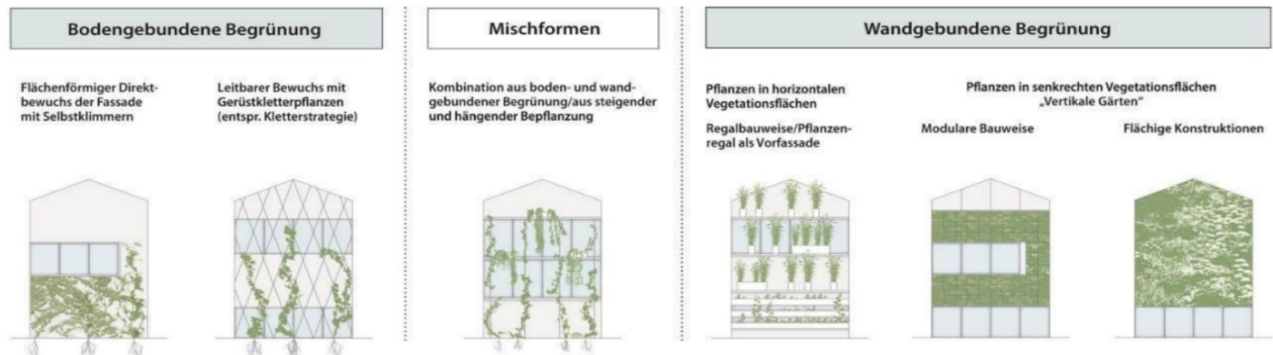 Bodengebundene Begrünung
Flächenförmiger Direkt-
bewuchs der Fassade
mit Selbstklimmern
Leitbarer Bewuchs mit
Gerüstkletterpflanzen
(entspr. Kletterstrategie)
Mischformen
Kombination aus boden- und wand-
gebundener Begrünung/aus steigender
und hängender Bepflanzung
Wandgebundene Begrünung
Pflanzen in horizontalen
Vegetationsflächen
Regalbauweise/Pflanzen-
regal als Vorfassade
Pflanzen in senkrechten Vegetationsflächen
„Vertikale Gärten“
Modulare Bauweise
Flächige Konstruktionen